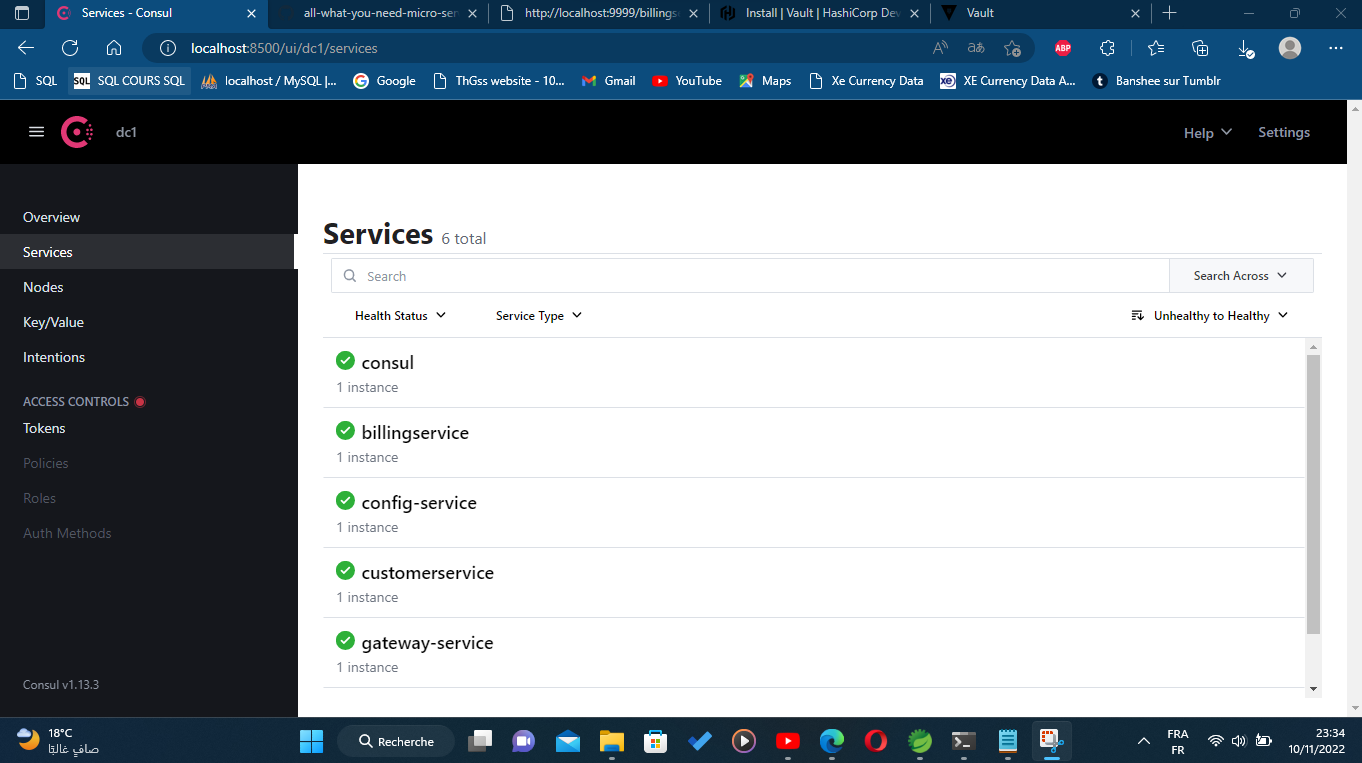 Services - Consul
all-what-you-need-micro-ser
http://localhost:9999/billings
Install | Vault | HashiCorp Dev
Vault
localhost:8500/ui/dc1/services
ABP
SQL
SQL SQL COURS SQL
localhost / MySQL |...
Google
ThGss website - 10...
Gmail
YouTube
Maps
Xe Currency Data
xe XE Currency Data A...
t Banshee sur Tumblr
dc1
Help
Settings
Overview
Services
Nodes
Key/Value
Intentions
ACCESS CONTROLS
Tokens
Policies
Roles
Auth Methods
Consul v1.13.3
Services 6 total
Search
Search Across
Health Status
Service Type
Unhealthy to Healthy
consul
1 instance
billingservice
1 instance
config-service
1 instance
customerservice
1 instance
gateway-service
1 instance
18°C
صافٍ غالبًا
Recherche
FRA
FR
23:34
10/11/2022